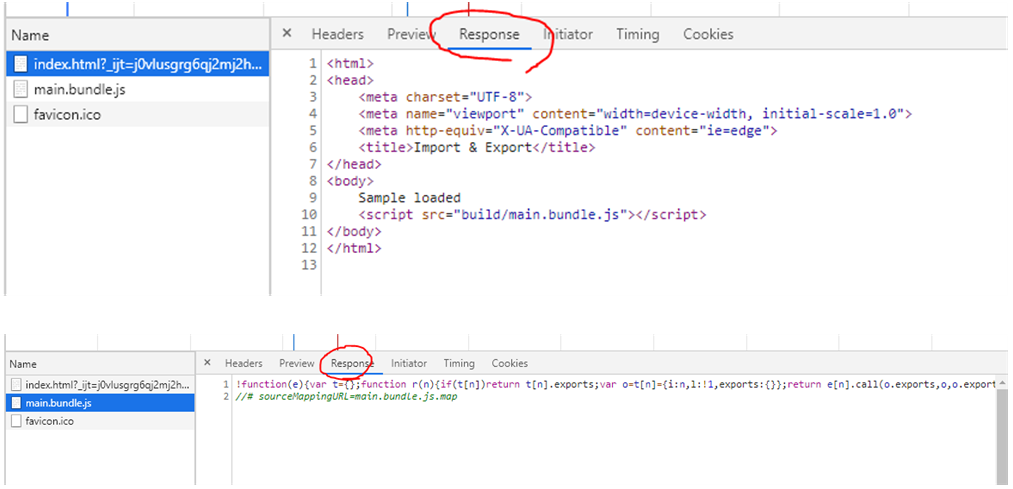 Name
× Headers Preview Response Initiator Timing Cookies
index.html?_ijt=j0vlusgrg6qj2mj2h...
main.bundle.js
favicon.ico
1 <html>
2 <head>
3 <meta charset="UTF-8">
4 <meta name="viewport" content="width=device-width, initial-scale=1.0">
5 <meta http-equiv="X-UA-Compatible" content="ie=edge">
6 <title>Import & Export</title>
7 </head>
8 <body>
9 Sample loaded
10 <script src="build/main.bundle.js"></script>
11 </body>
12 </html>
13
Name
× Headers Preview Response Initiator Timing Cookies
index.html?_ijt=j0vlusgrg6qj2mj2h...
main.bundle.js
favicon.ico
1 !function(e){var t={};function r(n){if(t[n])return t[n].exports;var o=t[n]={i:n,l:!1,exports:{}};return e[n].call(o.exports,o,o.export
2 //# sourceMappingURL=main.bundle.js.map